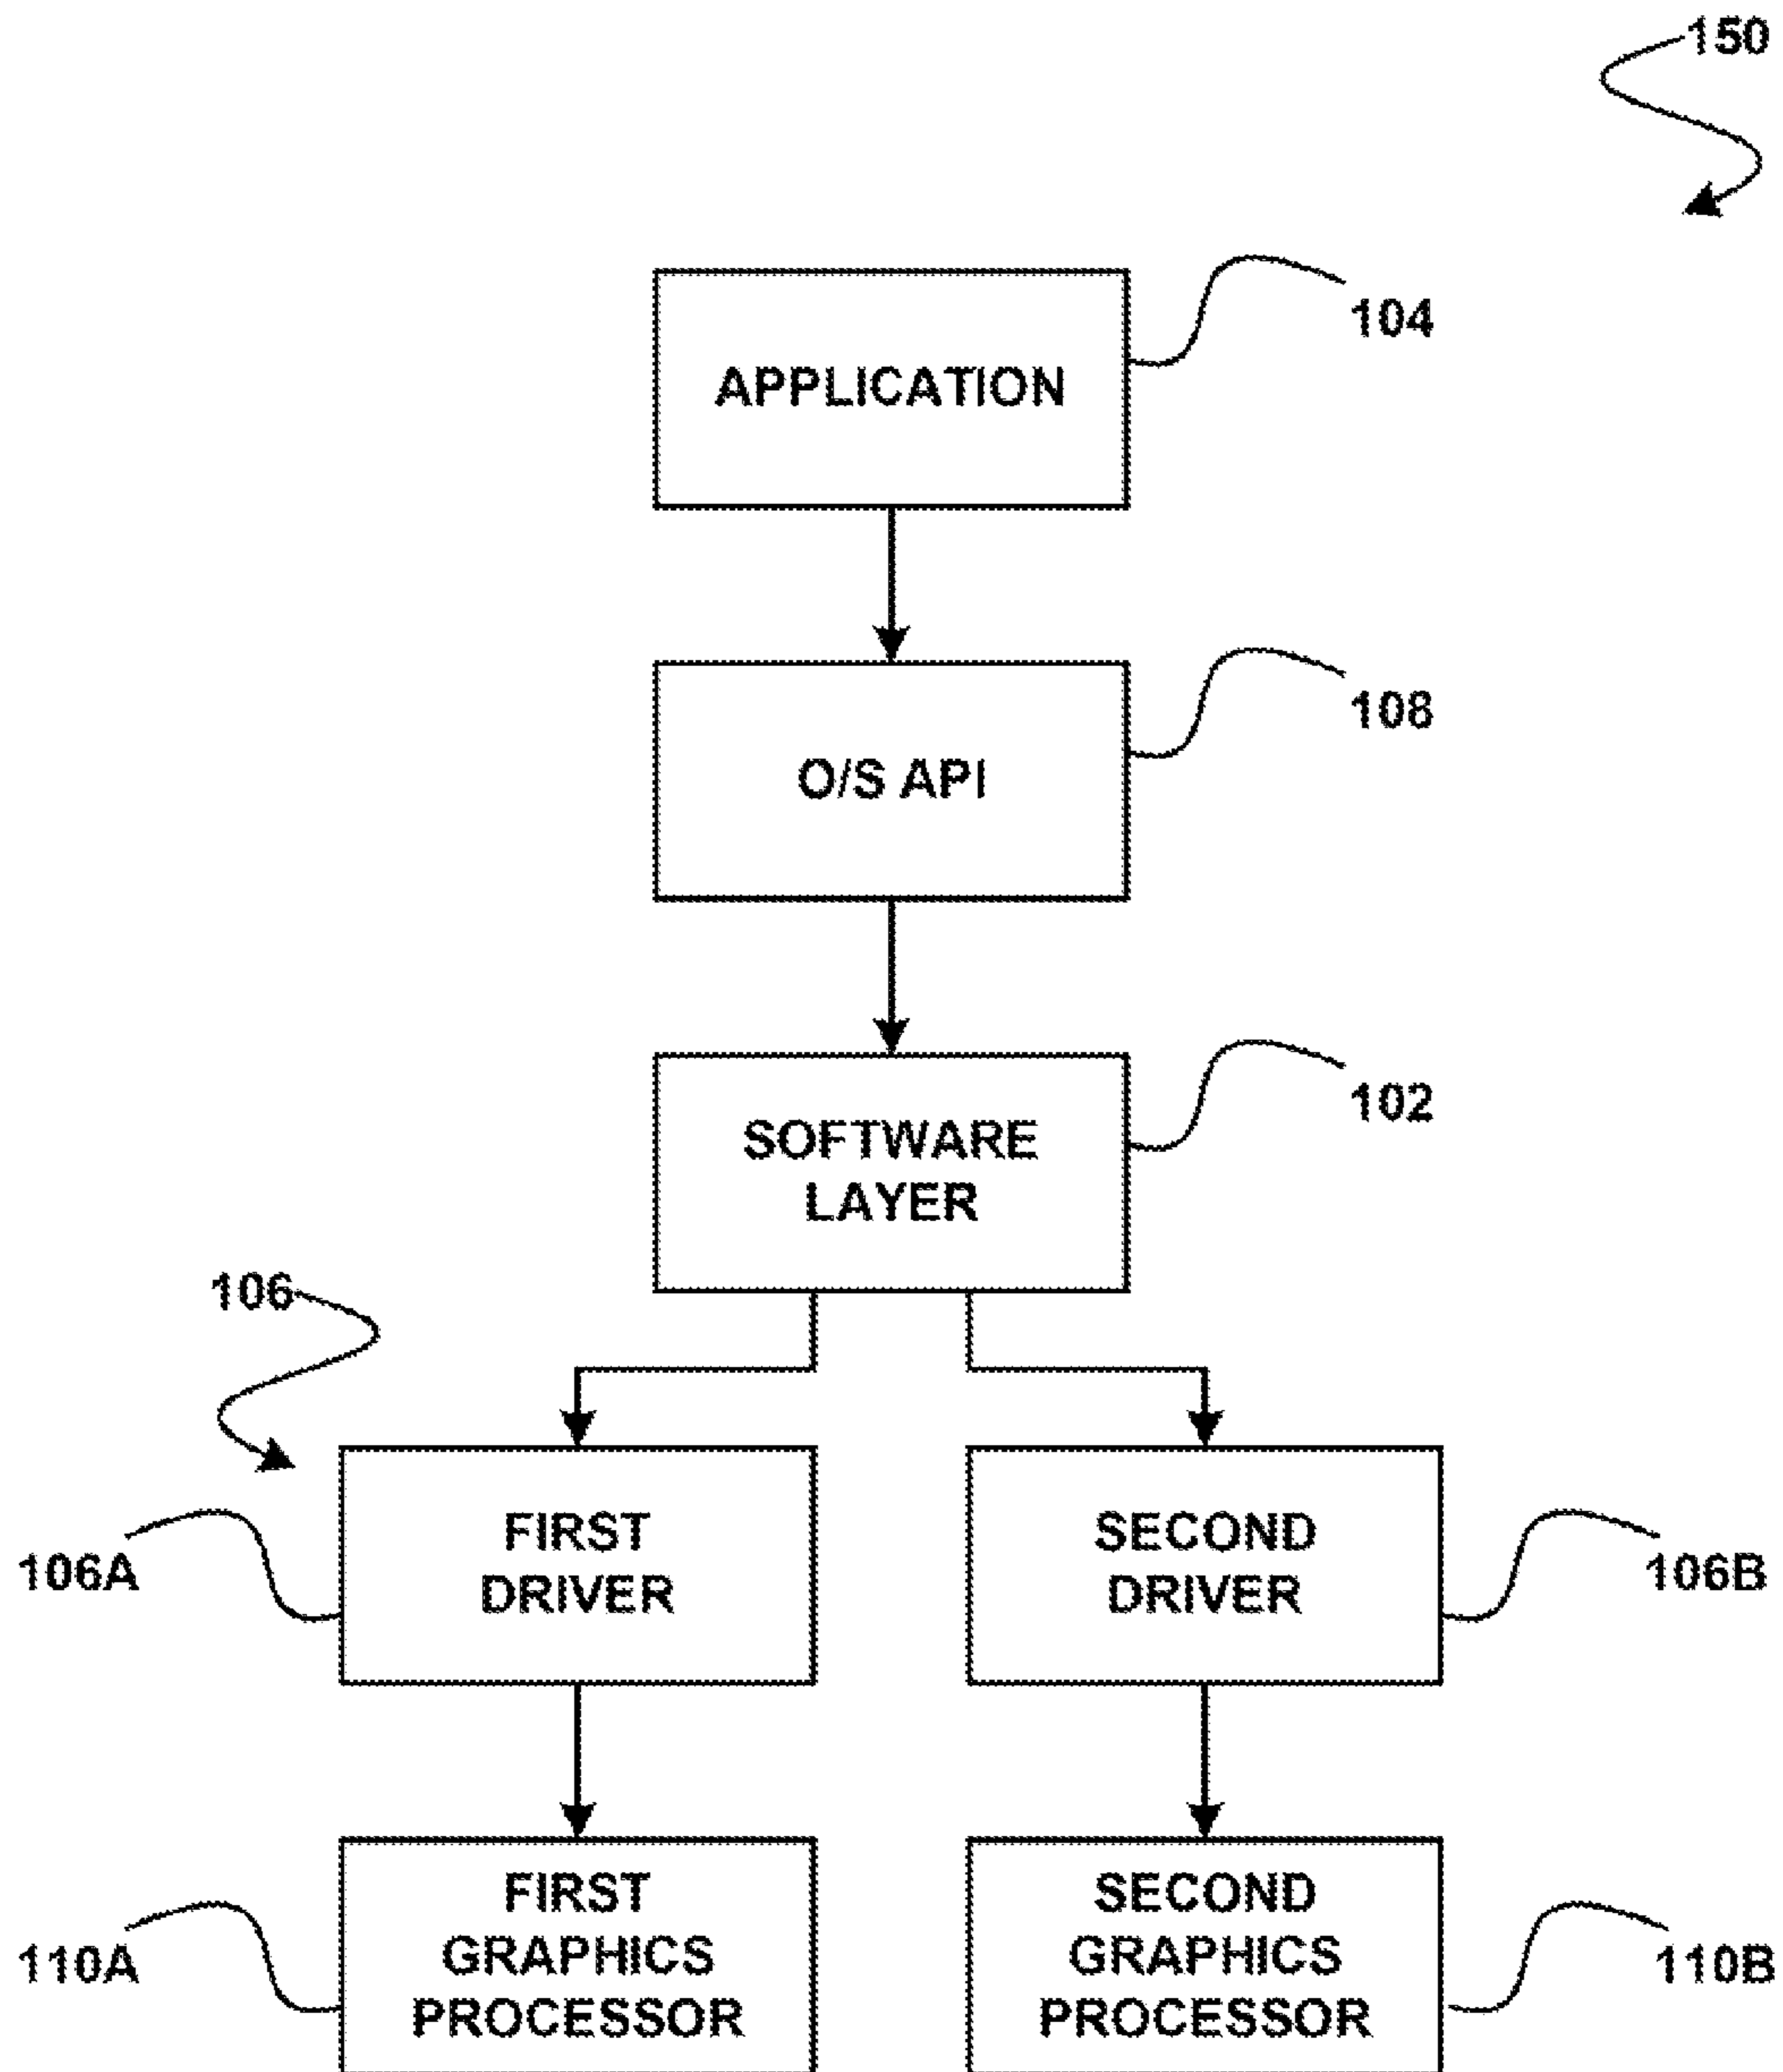 150
APPLICATION
104
O/S API
108
SOFTWARE
LAYER
102
106
FIRST
DRIVER
106A
SECOND
DRIVER
106B
FIRST
GRAPHICS
PROCESSOR
110A
SECOND
GRAPHICS
PROCESSOR
110B